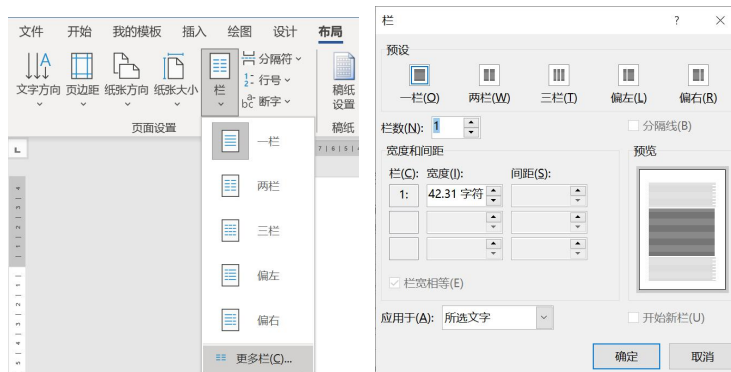 文件 开始 我的模板 插入 绘图 设计 布局
文字方向 页边距 纸张方向 纸张大小 栏
分隔符
行号
断字
稿纸
设置
页面设置 稿纸
一栏
两栏
三栏
偏左
偏右
更多栏(C)...
栏 ? ×
预设
一栏(O) 两栏(W) 三栏(T) 偏左(L) 偏右(R)
栏数(N): 1 分隔线(B)
宽度和间距 预览
栏(C): 宽度(I): 间距(S):
1: 42.31 字符
栏宽相等(E)
应用于(A): 所选文字 开始新栏(U)
确定 取消